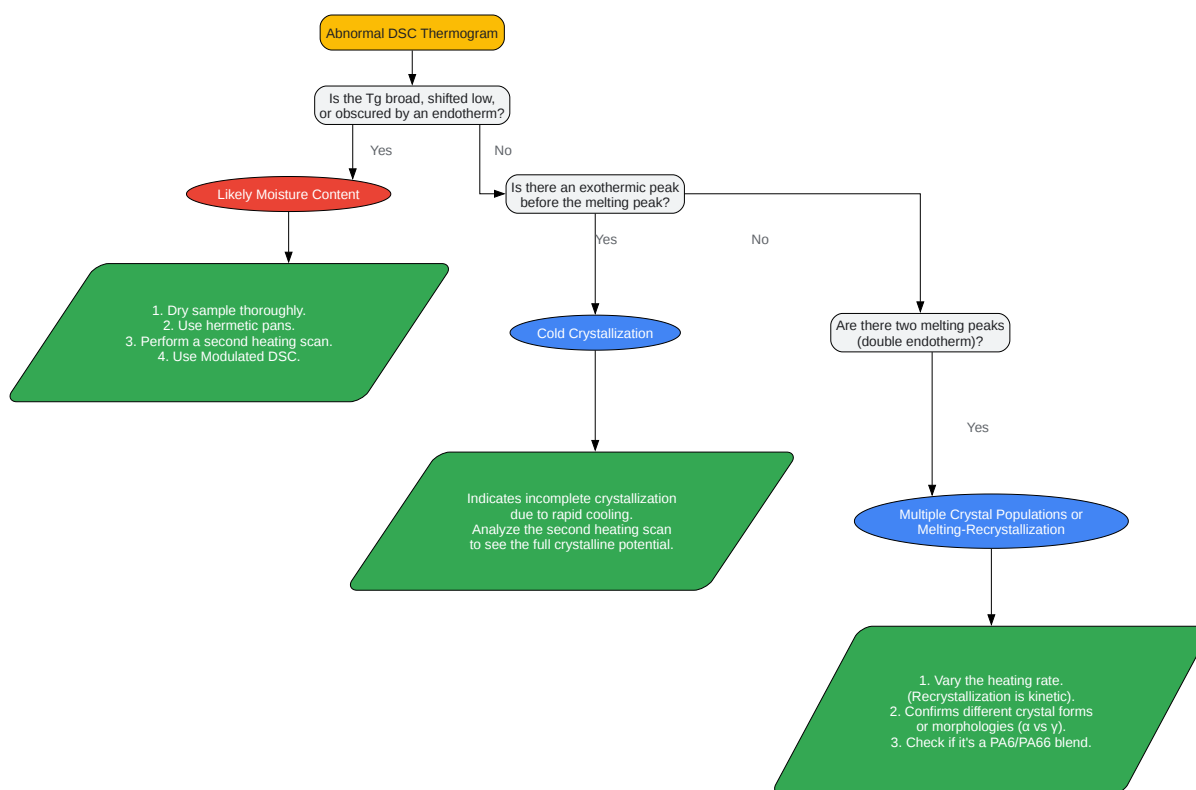 Abnormal DSC Thermogram
Is the Tg broad, shifted low,
or obscured by an endotherm?
Yes
No
Likely Moisture Content
Is there an exothermic peak
before the melting peak?
Yes
No
1. Dry sample thoroughly.
2. Use hermetic pans.
3. Perform a second heating scan.
4. Use Modulated DSC.
Cold Crystallization
Are there two melting peaks
(double endotherm)?
Yes
Indicates incomplete crystallization
due to rapid cooling.
Analyze the second heating scan
to see the full crystalline potential.
Multiple Crystal Populations or
Melting-Recrystallization
1. Vary the heating rate.
(Recrystallization is kinetic).
2. Confirms different crystal forms
or morphologies (α vs γ).
3. Check if it's a PA6/PA66 blend.